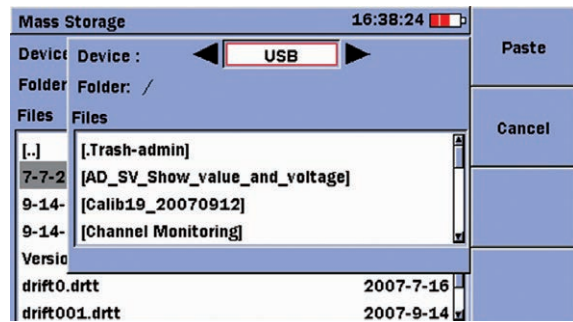 Mass Storage 16:38:24
Device Device : USB Paste
Folder Folder: /
Files Files Cancel
[..] [.Trash-admin]
7-7-2 [AD_SV_Show_value_and_voltage]
9-14- [Calib19_20070912]
9-14- [Channel Monitoring]
Versio
drift0.drtt 2007-7-16
drift001.drtt 2007-9-14